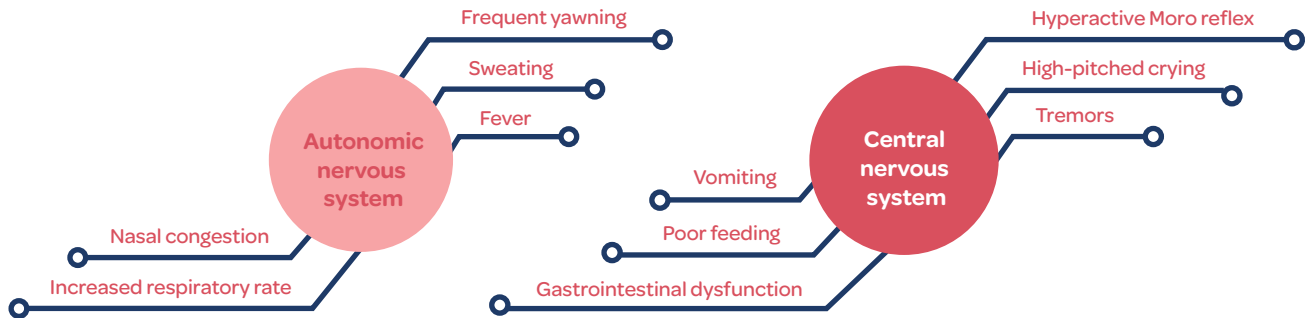 Frequent yawning
Sweating
Fever
Autonomic
nervous
system
Nasal congestion
Increased respiratory rate
Hyperactive Moro reflex
High-pitched crying
Tremors
Central
nervous
system
Vomiting
Poor feeding
Gastrointestinal dysfunction